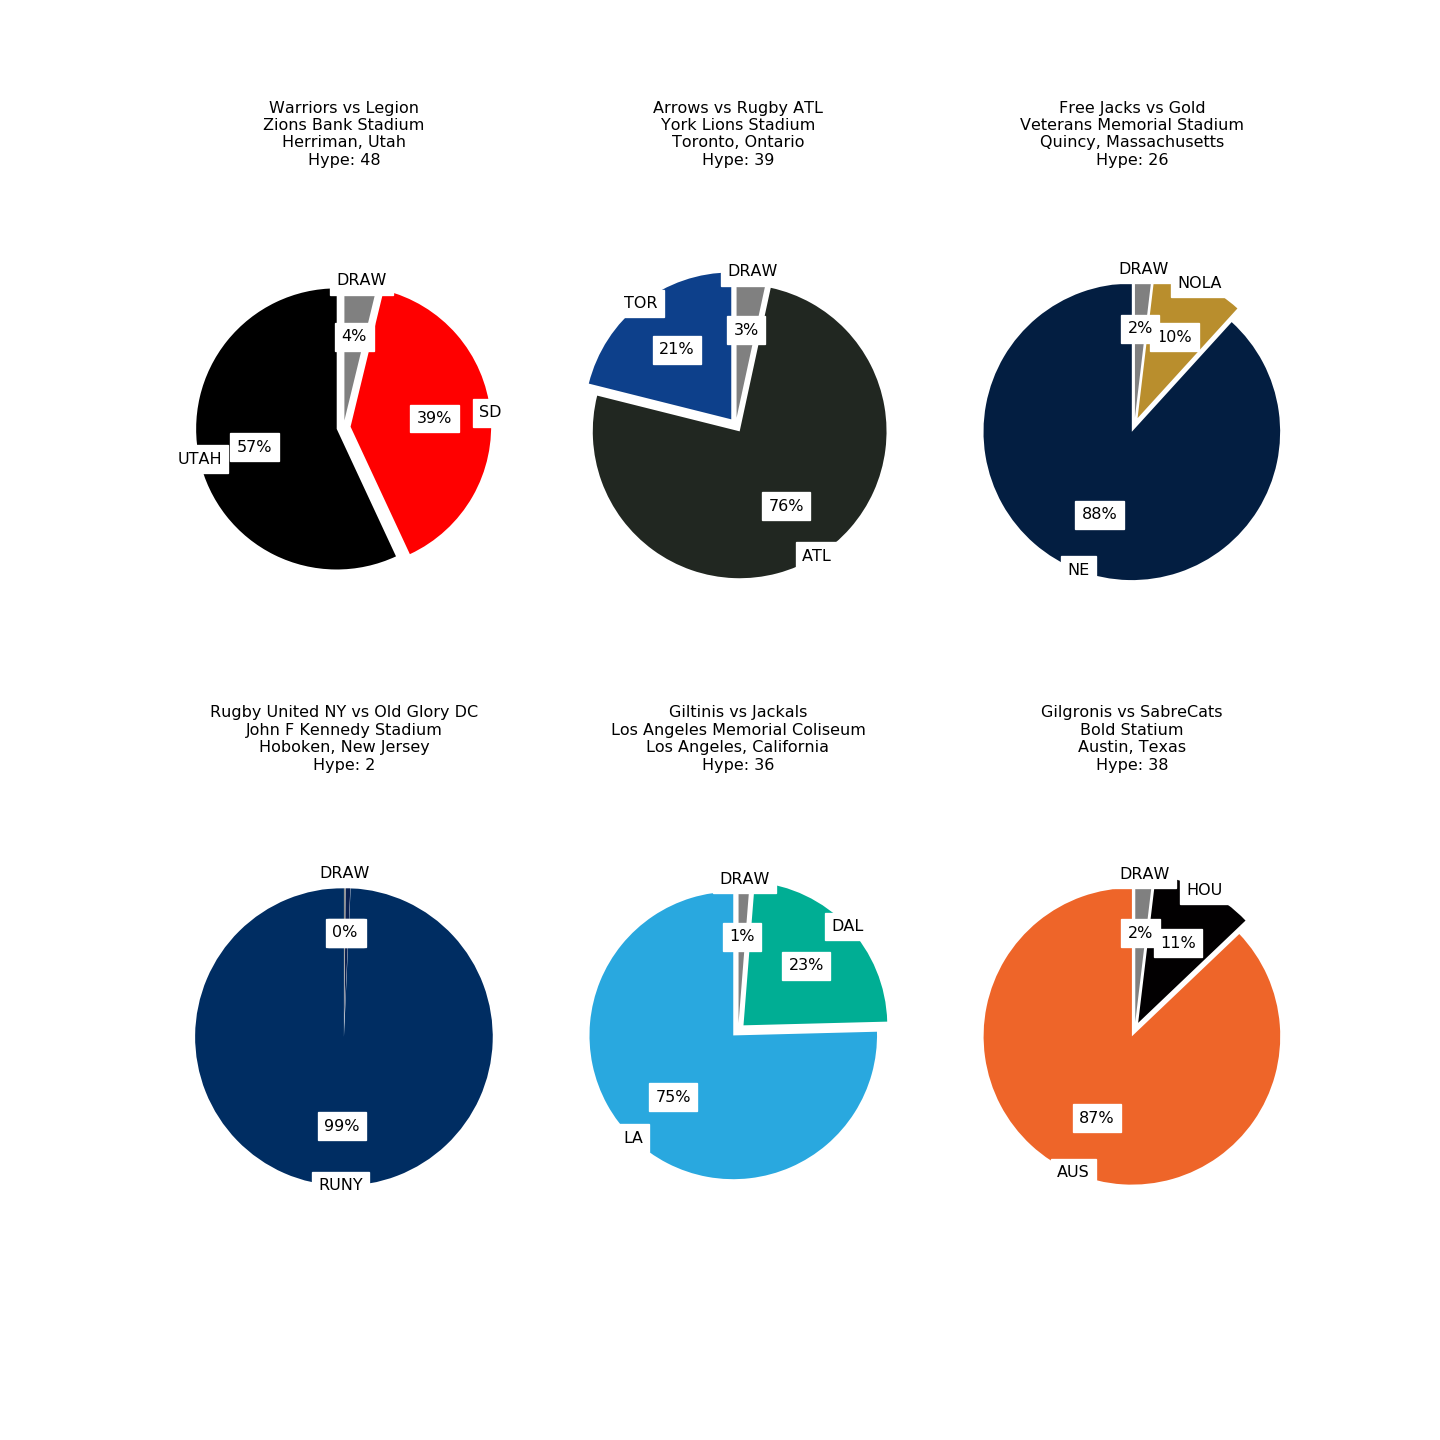 Warriors vs Legion
Zions Bank Stadium
Herriman, Utah
Hype: 48
DRAW
4%
SD
39%
UTAH
57%
Arrows vs Rugby ATL
York Lions Stadium
Toronto, Ontario
Hype: 39
DRAW
TOR
3%
21%
76%
ATL
Free Jacks vs Gold
Veterans Memorial Stadium
Quincy, Massachusetts
Hype: 26
DRAW
NOLA
2%
10%
88%
NE
Rugby United NY vs Old Glory DC
John F Kennedy Stadium
Hoboken, New Jersey
Hype: 2
DRAW
0%
99%
RUNY
Giltinis vs Jackals
Los Angeles Memorial Coliseum
Los Angeles, California
Hype: 36
DRAW
DAL
1%
23%
75%
LA
Gilgronis vs SabreCats
Bold Statium
Austin, Texas
Hype: 38
DRAW
HOU
2%
11%
87%
AUS